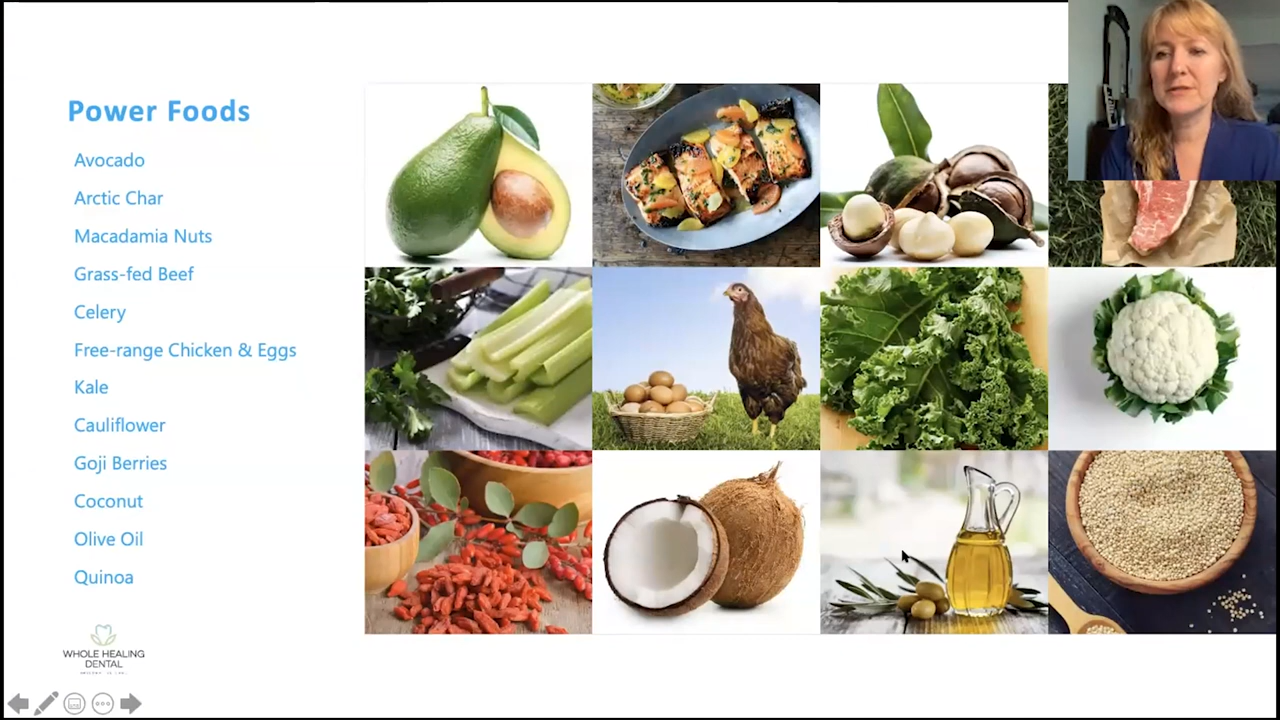 Power Foods
Avocado
Arctic Char
Macadamia Nuts
Grass-fed Beef
Celery
Free-range Chicken & Eggs
Kale
Cauliflower
Goji Berries
Coconut
Olive Oil
Quinoa
WHOLE HEALING
DENTAL